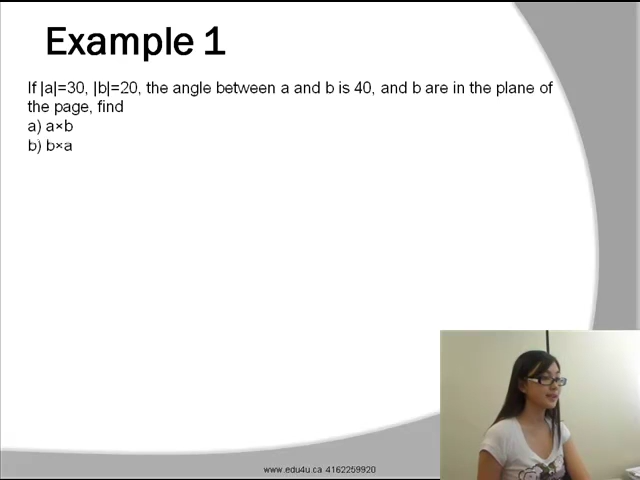 Example 1
If |a|=30, |b|=20, the angle between a and b is 40, and b are in the plane of
the page, find
a) a×b
b) b×a
www.edu4u.ca 4162259920